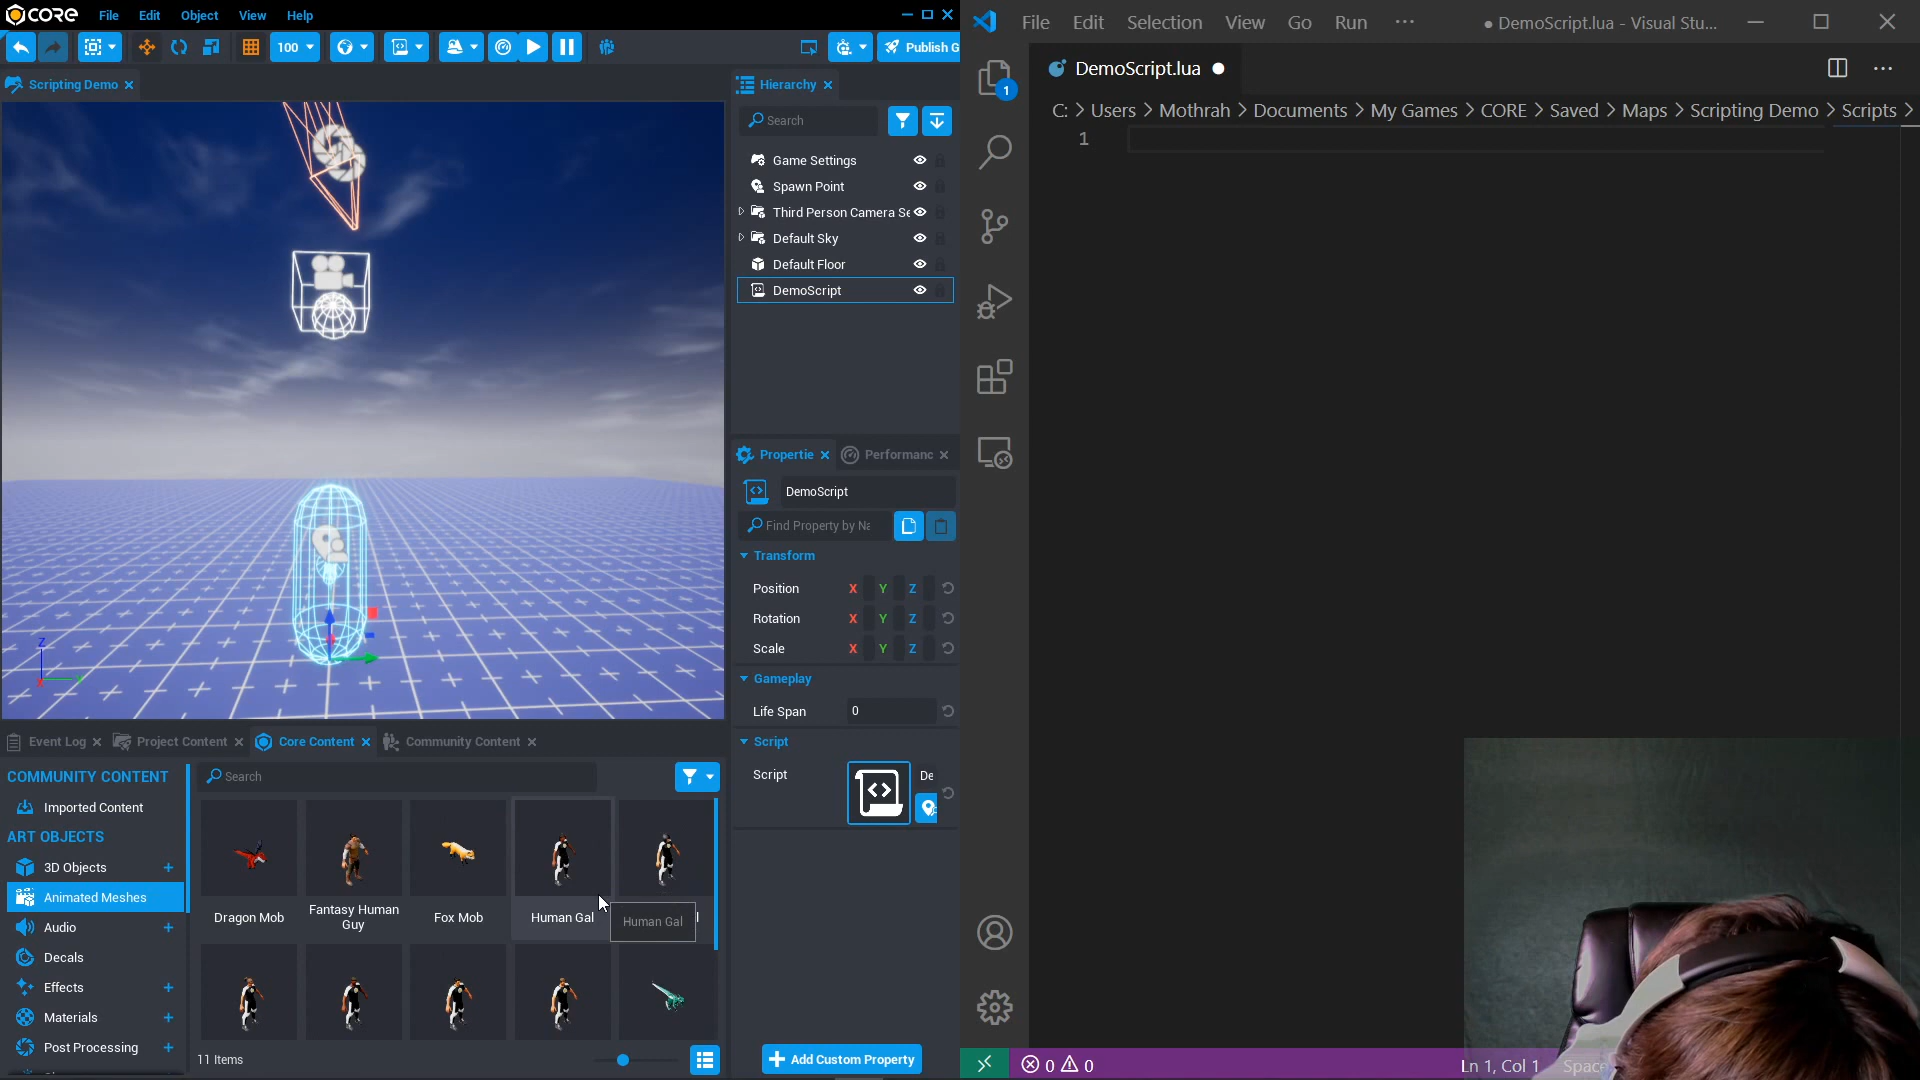 CORE File Edit Object View Help
100 Publish G
Scripting Demo
Hierarchy
Search
Game Settings
Spawn Point
Third Person Camera Se
Default Sky
Default Floor
DemoScript
Propertie Performanc
DemoScript
Find Property by Na
Transform
Position X Y Z
Rotation X Y Z
Scale X Y Z
Gameplay
Life Span 0
Script
Script De
Add Custom Property
Z
X
Event Log Project Content Core Content Community Content
COMMUNITY CONTENT
Imported Content
ART OBJECTS
3D Objects
Animated Meshes
Audio
Decals
Effects
Materials
Post Processing
Search
Dragon Mob
Fantasy Human
Guy
Fox Mob
Human Gal
Human Gal
11 Items
File Edit Selection View Go Run ··· ● DemoScript.lua - Visual Stu...
DemoScript.lua
C: > Users > Mothrah > Documents > My Games > CORE > Saved > Maps > Scripting Demo > Scripts >
1
1
0 0 Ln 1, Col 1 Space